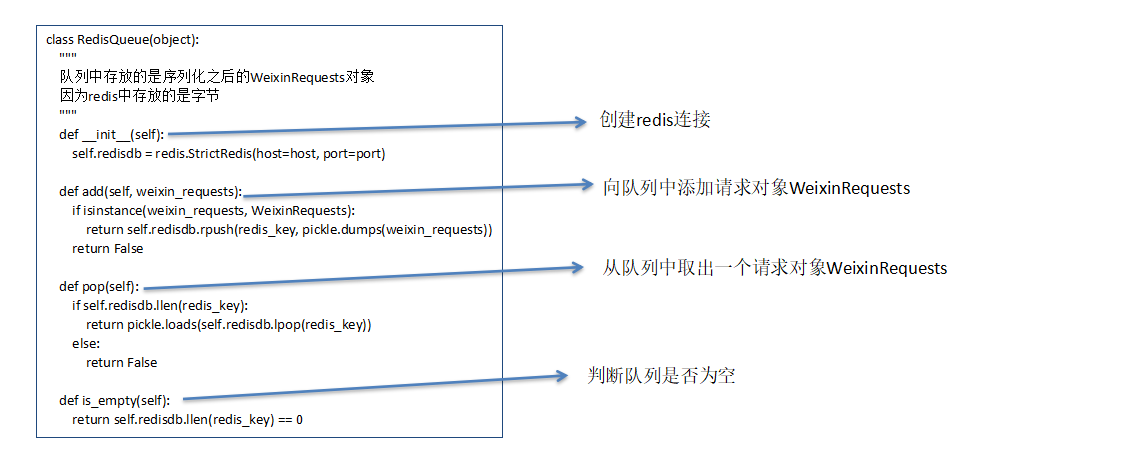 class RedisQueue(object):
"""
队列中存放的是序列化之后的WeixinRequests对象
因为redis中存放的是字节
"""
def __init__(self):
self.redisdb = redis.StrictRedis(host=host, port=port)
def add(self, weixin_requests):
if isinstance(weixin_requests, WeixinRequests):
return self.redisdb.rpush(redis_key, pickle.dumps(weixin_requests))
return False
def pop(self):
if self.redisdb.llen(redis_key):
return pickle.loads(self.redisdb.lpop(redis_key))
else:
return False
def is_empty(self):
return self.redisdb.llen(redis_key) == 0
创建redis连接
向队列中添加请求对象WeixinRequests
从队列中取出一个请求对象WeixinRequests
判断队列是否为空